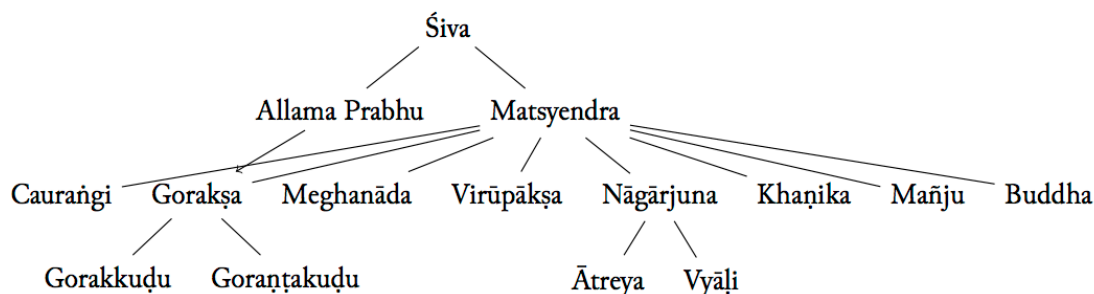 Śiva
Allama Prabhu Matsyendra
Cauraṅgi Gorakṣa Meghanāda Virūpākṣa Nāgārjuna Khaṇika Mañju Buddha
Gorakkuḍu Goraṇṭakuḍu Ātreya Vyāḷi